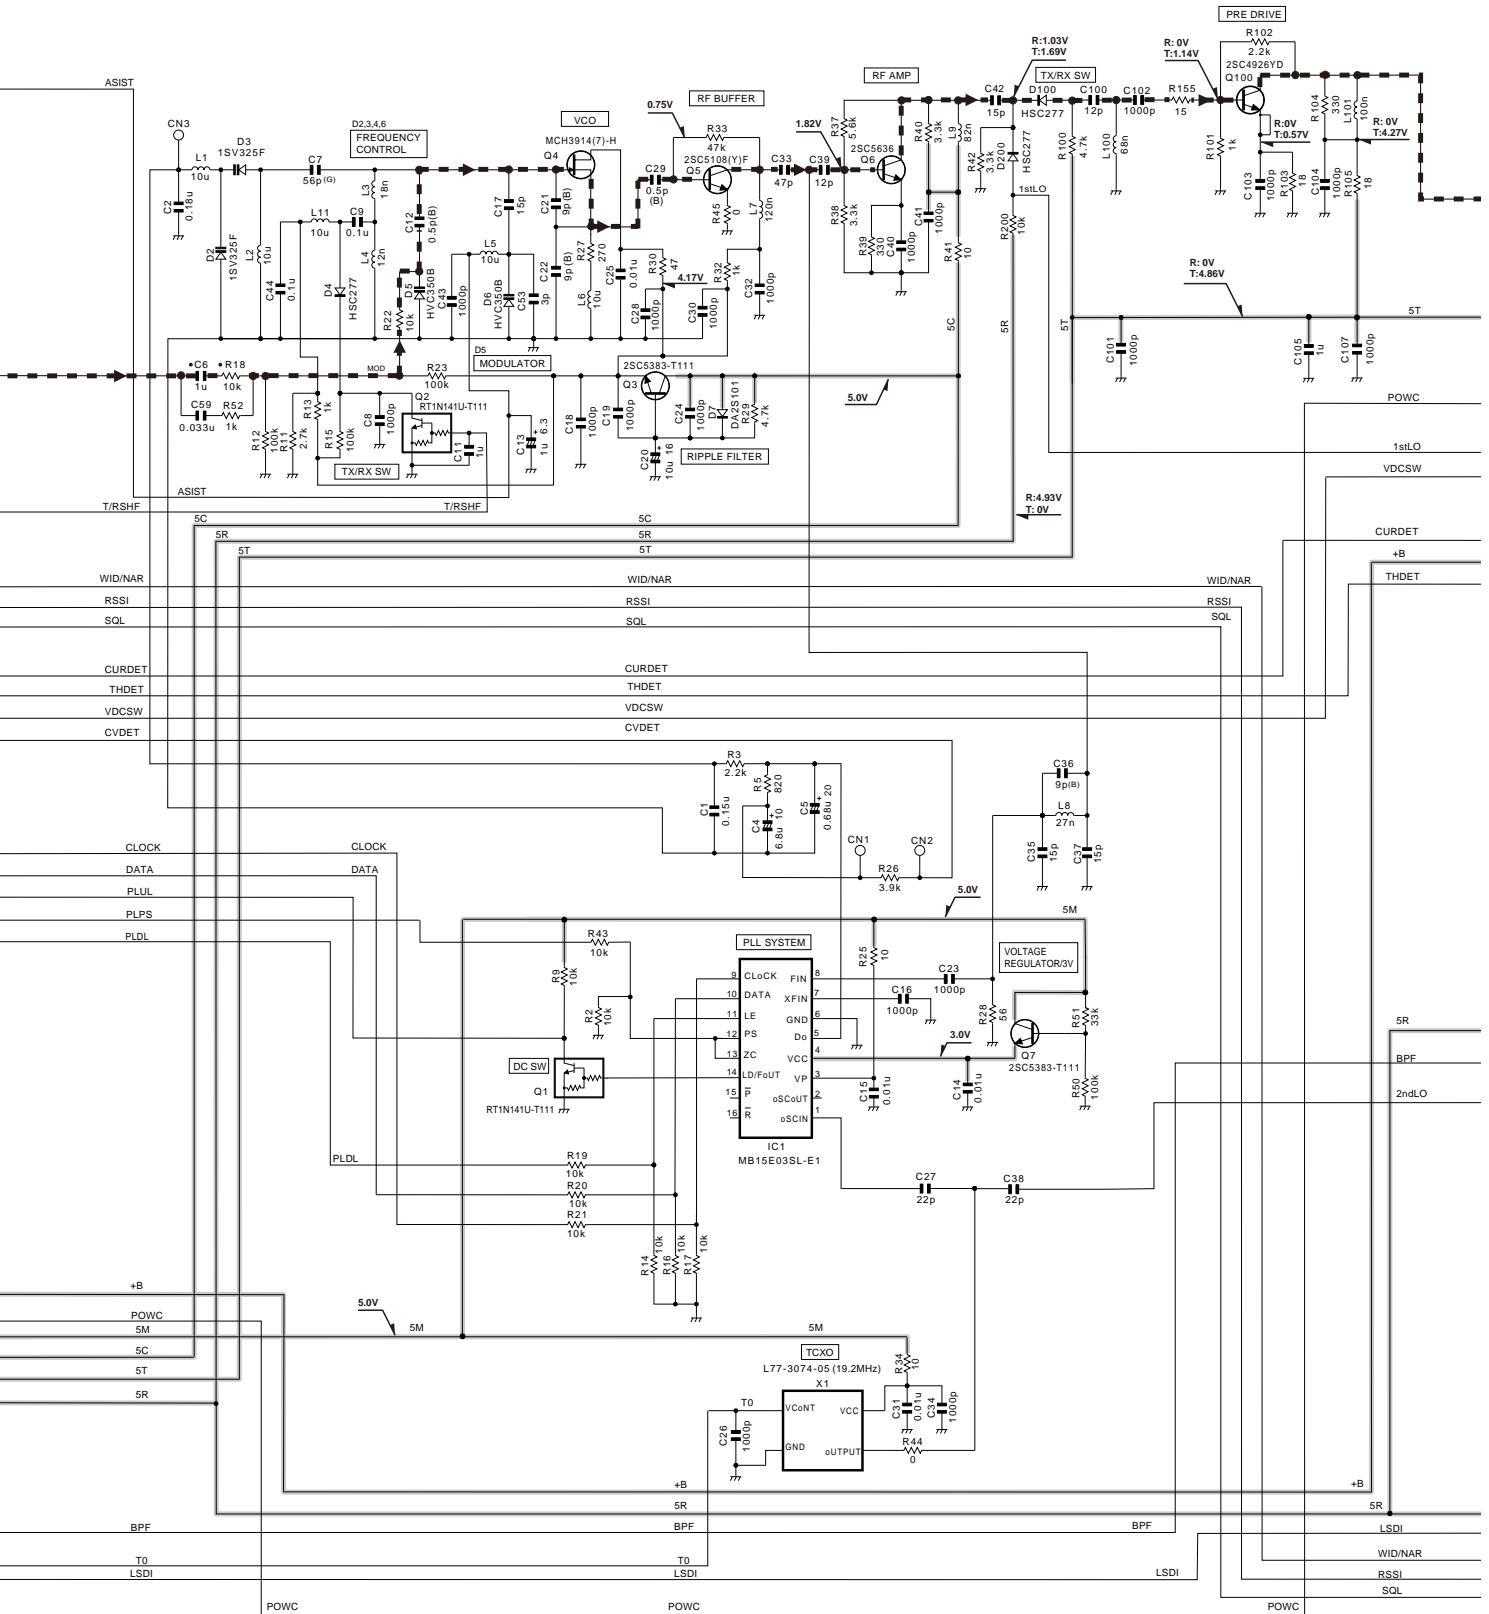 PRE DRIVE
R102
2.2k
2SC4926YD
Q100
R: 0V
T:1.14V
R:1.03V
T:1.69V
RF AMP
TX/RX SW
D100
HSC277
C42
15p
C100
12p
C102
1000p
R155
15
R101
1k
R:0V
T:0.57V
C103
1000p
R103
18
R104
330
L101
100n
R: 0V
T:4.27V
C104
1000p
R105
18
ASIST
CN3
L1
10u
D3
1SV325F
C2
0.18u
D2
1SV325F
L2
10u
C7
56p(G)
D2,3,4,6
FREQUENCY
CONTROL
L3
18n
L11
10u
C9
0.1u
L4
12n
C44
0.1u
D4
HSC277
R22
10k
C12
0.5p(B)
D5
HVC350B
VCO
MCH3914(7)-H
Q4
C17
15p
L5
10u
C43
1000p
D6
HVC350B
C53
3p
C21
9p(B)
C22
9p(B)
R27
270
L6
10u
C25
0.01u
C29
0.5p
(B)
0.75V
RF BUFFER
R33
47k
2SC5108(Y)F
Q5
R45
0
R30
47
4.17V
R32
1k
C28
1000p
C30
1000p
L7
120n
C32
1000p
C33
47p
C39
12p
1.82V
R37
5.6k
2SC5636
Q6
R38
3.3k
R39
330
C40
1000p
R40
3.3k
C41
1000p
L9
82n
R41
10
R42
3.3k
D200
HSC277
1stLO
R200
10k
R100
4.7k
L100
68n
R: 0V
T:4.86V
5C
5R
5T
5T
C101
1000p
C105
1u
C107
1000p
C6
1u
R18
10k
C59
0.033u
R52
1k
R12
100k
R11
2.7k
R13
1k
R15
100k
MOD
C8
1000p
R23
100k
Q2
RT1N141U-T111
C11
1u
TX/RX SW
D5
MODULATOR
C13
1u 6.3
C18
1000p
C19
1000p
2SC5383-T111
Q3
C24
1000p
D7
DA2S101
R29
4.7k
C20
10u 16
RIPPLE FILTER
5.0V
POWC
1stLO
VDCSW
ASIST
T/RSHF
T/RSHF
5C
5C
5R
5R
5T
5T
R:4.93V
T: 0V
CURDET
+B
THDET
WID/NAR
WID/NAR
WID/NAR
RSSI
RSSI
RSSI
SQL
SQL
SQL
CURDET
CURDET
THDET
THDET
VDCSW
VDCSW
CVDET
CVDET
R3
2.2k
C1
0.15u
R5
820
C4
6.8u 10
C5
0.68u 20
CN1
CN2
R26
3.9k
C36
9p(B)
L8
27n
C35
15p
C37
15p
CLOCK
CLOCK
DATA
DATA
PLUL
PLPS
PLDL
5.0V
5M
R43
10k
R9
10k
R2
10k
PLL SYSTEM
9 CLoCK
FIN 8
10 DATA
XFIN 7
11 LE
GND 6
12 PS
Do 5
13 ZC
VCC 4
14 LD/FoUT
VP 3
15 P
oSCoUT 2
16 R
oSCIN 1
IC1
MB15E03SL-E1
R25
10
C23
1000p
C16
1000p
R28
56
VOLTAGE
REGULATOR/3V
3.0V
Q7
2SC5383-T111
R51
33k
R50
100k
C15
0.01u
C14
0.01u
DC SW
Q1
RT1N141U-T111
5R
BPF
2ndLO
PLDL
R19
10k
R20
10k
R21
10k
R14
10k
R16
10k
R17
10k
C27
22p
C38
22p
+B
POWC
5M
5C
5T
5R
5.0V
5M
5M
TCXO
L77-3074-05 (19.2MHz)
X1
VCoNT
VCC
GND
oUTPUT
T0
C26
1000p
R34
10
C31
0.01u
C34
1000p
R44
0
+B
+B
5R
5R
BPF
BPF
BPF
LSDI
T0
T0
WID/NAR
LSDI
LSDI
LSDI
RSSI
SQL
POWC
POWC
POWC